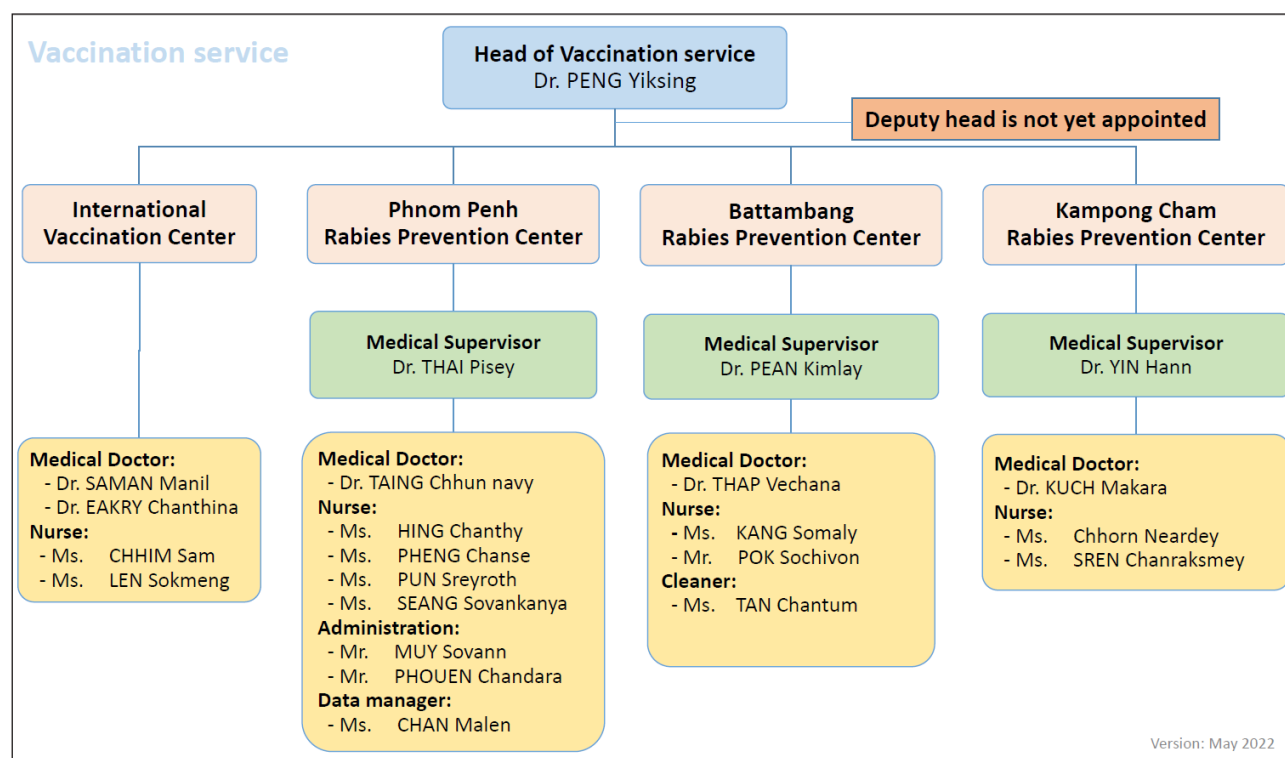 Vaccination service
Head of Vaccination service
Dr. PENG Yiksing
Deputy head is not yet appointed
International
Vaccination Center
Phnom Penh
Rabies Prevention Center
Battambang
Rabies Prevention Center
Kampong Cham
Rabies Prevention Center
Medical Supervisor
Dr. THAI Pisey
Medical Supervisor
Dr. PEAN Kimlay
Medical Supervisor
Dr. YIN Hann
Medical Doctor:
- Dr. SAMAN Manil
- Dr. EAKRY Chanthina
Nurse:
- Ms. CHHIM Sam
- Ms. LEN Sokmeng
Medical Doctor:
- Dr. TAING Chhun navy
Nurse:
- Ms. HING Chanthy
- Ms. PHENG Chanse
- Ms. PUN Sreyroth
- Ms. SEANG Sovankanya
Administration:
- Mr. MUY Sovann
- Mr. PHOUEN Chandara
Data manager:
- Ms. CHAN Malen
Medical Doctor:
- Dr. THAP Vechana
Nurse:
- Ms. KANG Somaly
- Mr. POK Sochivon
Cleaner:
- Ms. TAN Chantum
Medical Doctor:
- Dr. KUCH Makara
Nurse:
- Ms. Chhorn Neardey
- Ms. SREN Chanraksmey
Version: May 2022